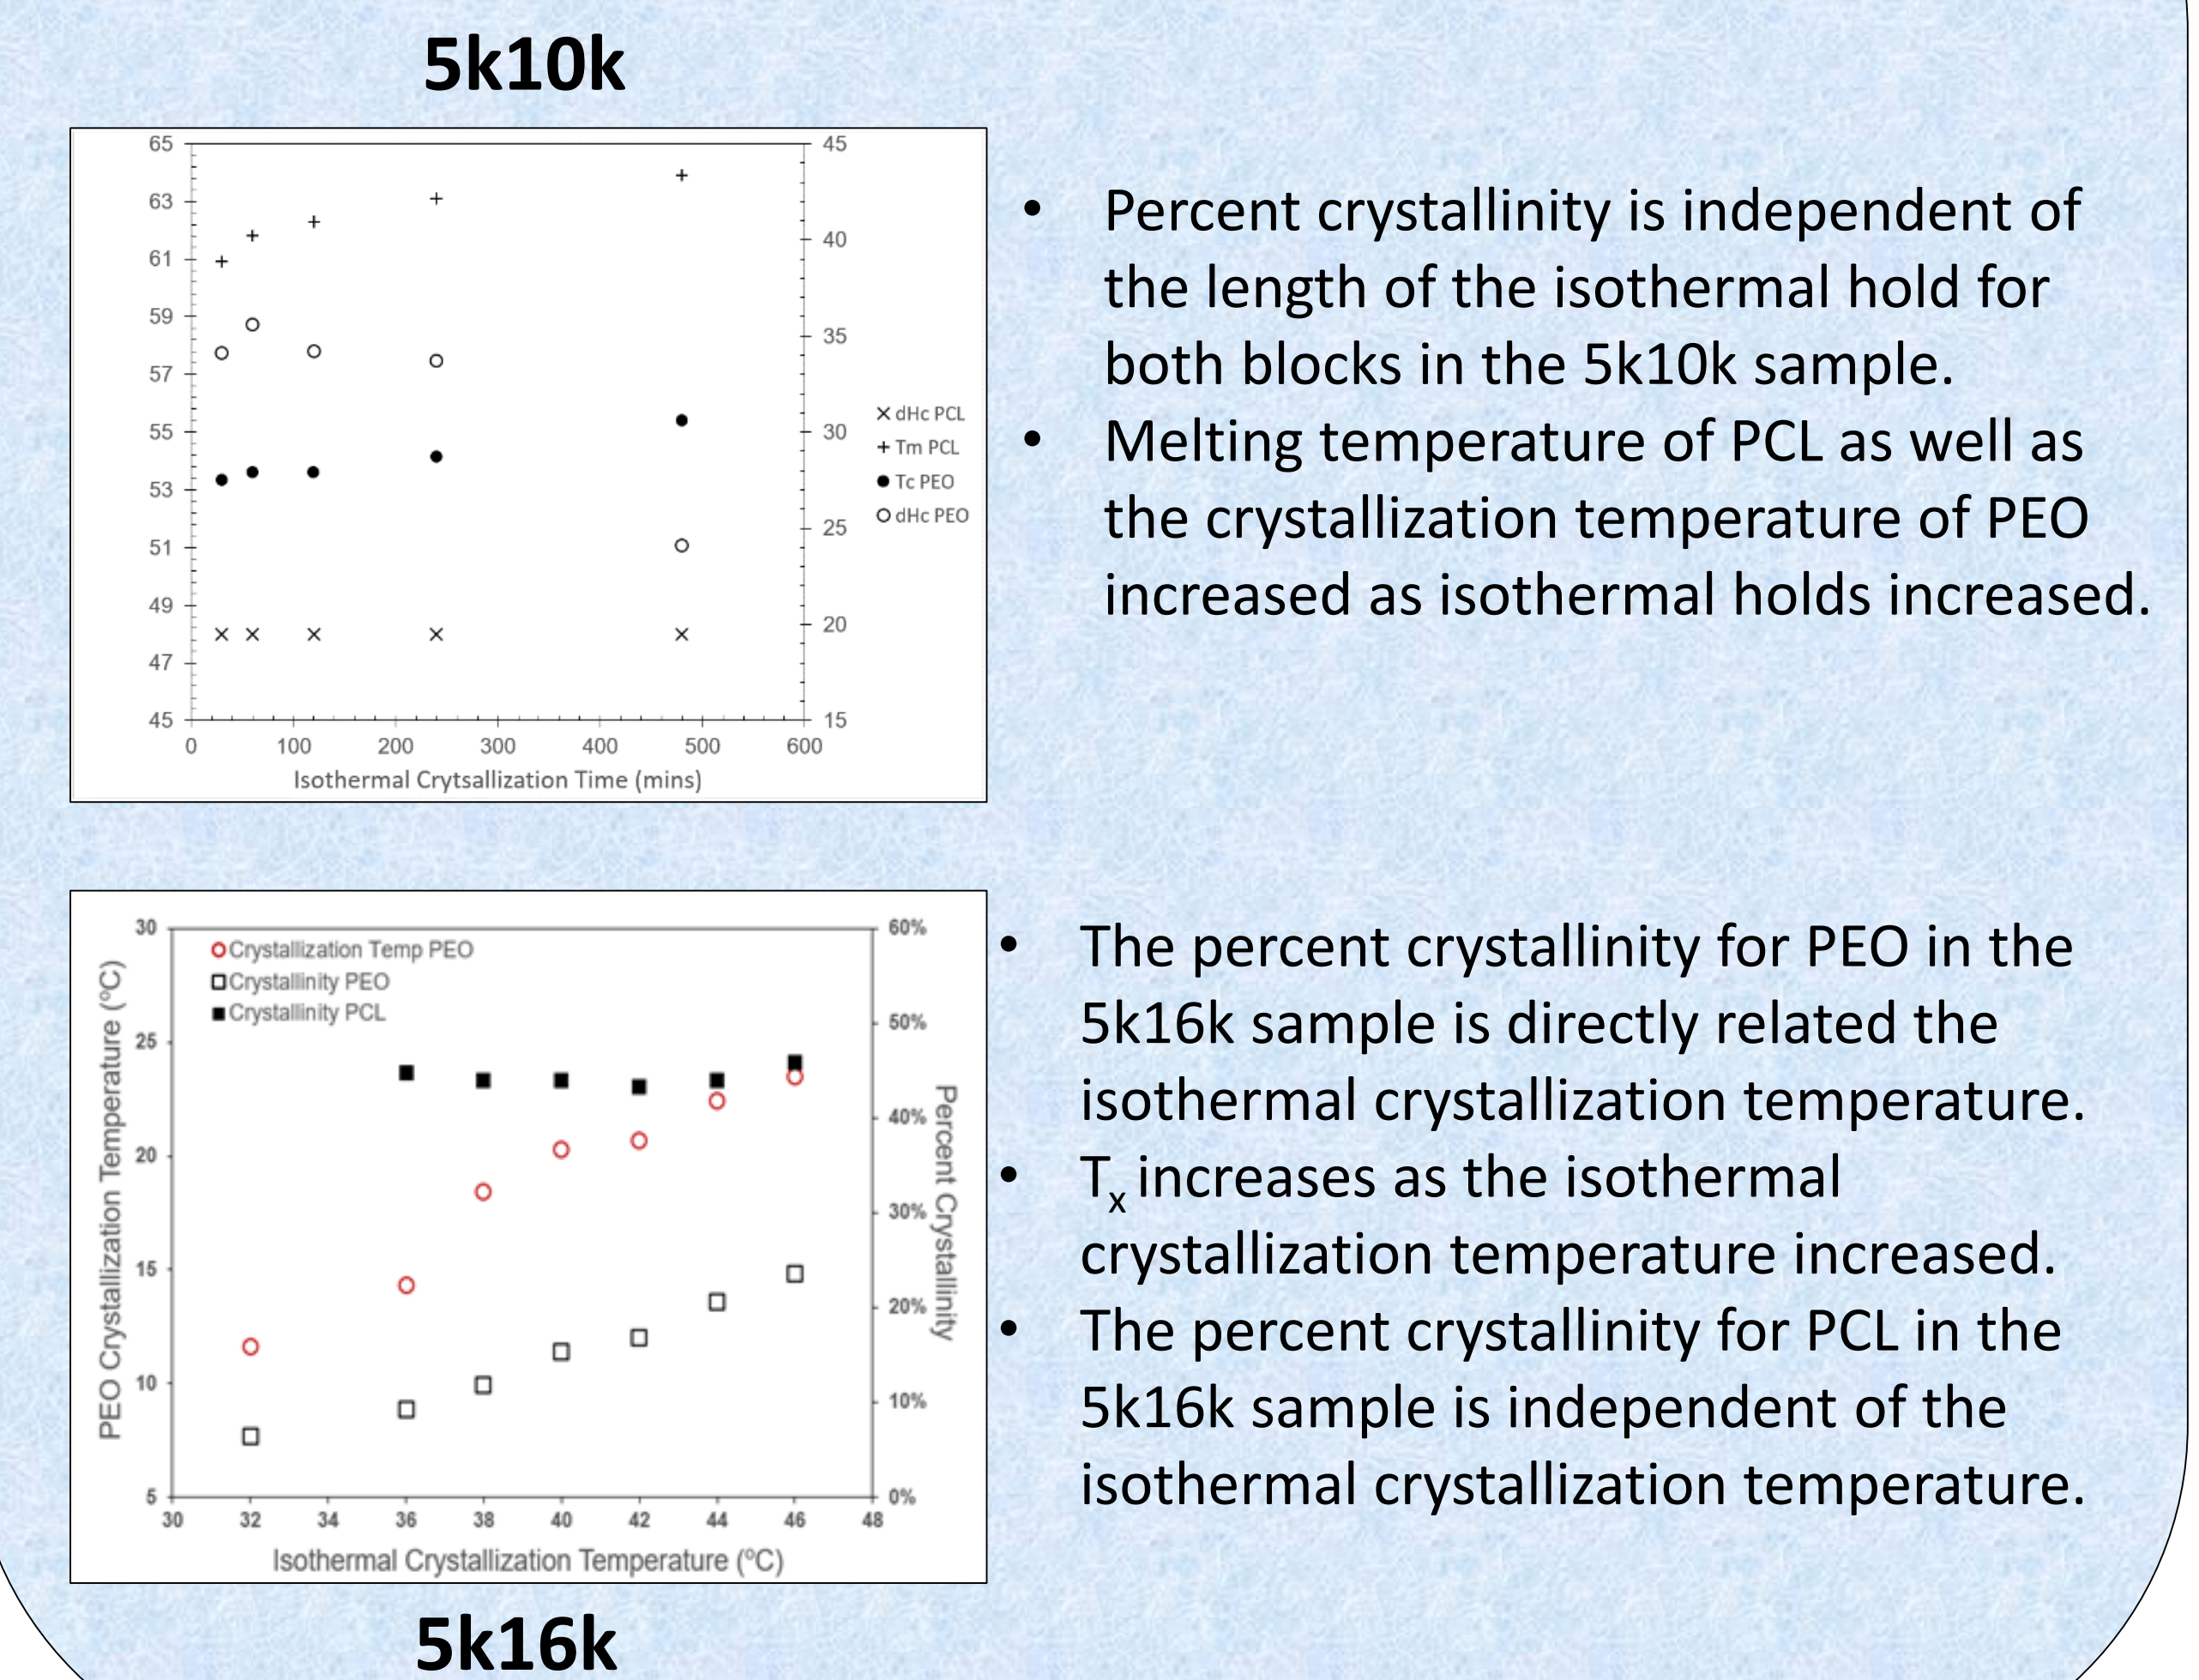 5k10k
65
63
61
59
57
55
53
51
49
47
45
45
40
35
30
25
20
15
0 100 200 300 400 500 600
Isothermal Crytsallization Time (mins)
× dHc PCL
+ Tm PCL
● Tc PEO
○ dHc PEO
• Percent crystallinity is independent of
the length of the isothermal hold for
both blocks in the 5k10k sample.
• Melting temperature of PCL as well as
the crystallization temperature of PEO
increased as isothermal holds increased.
30
25
20
15
10
5
PEO Crystallization Temperature (ºC)
Crystallization Temp PEO
Crystallinity PEO
Crystallinity PCL
60%
50%
40%
30%
20%
10%
0%
Percent Crystallinity
30 32 34 36 38 40 42 44 46 48
Isothermal Crystallization Temperature (ºC)
• The percent crystallinity for PEO in the
5k16k sample is directly related the
isothermal crystallization temperature.
• Tx increases as the isothermal
crystallization temperature increased.
• The percent crystallinity for PCL in the
5k16k sample is independent of the
isothermal crystallization temperature.
5k16k